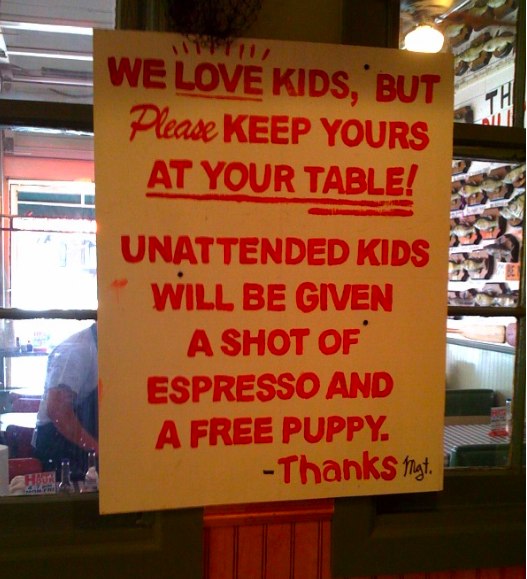 WE LOVE KIDS, BUT
Please KEEP YOURS
AT YOUR TABLE!
UNATTENDED KIDS
WILL BE GIVEN
A SHOT OF
ESPRESSO AND
A FREE PUPPY.
-Thanks Mgt.
TH